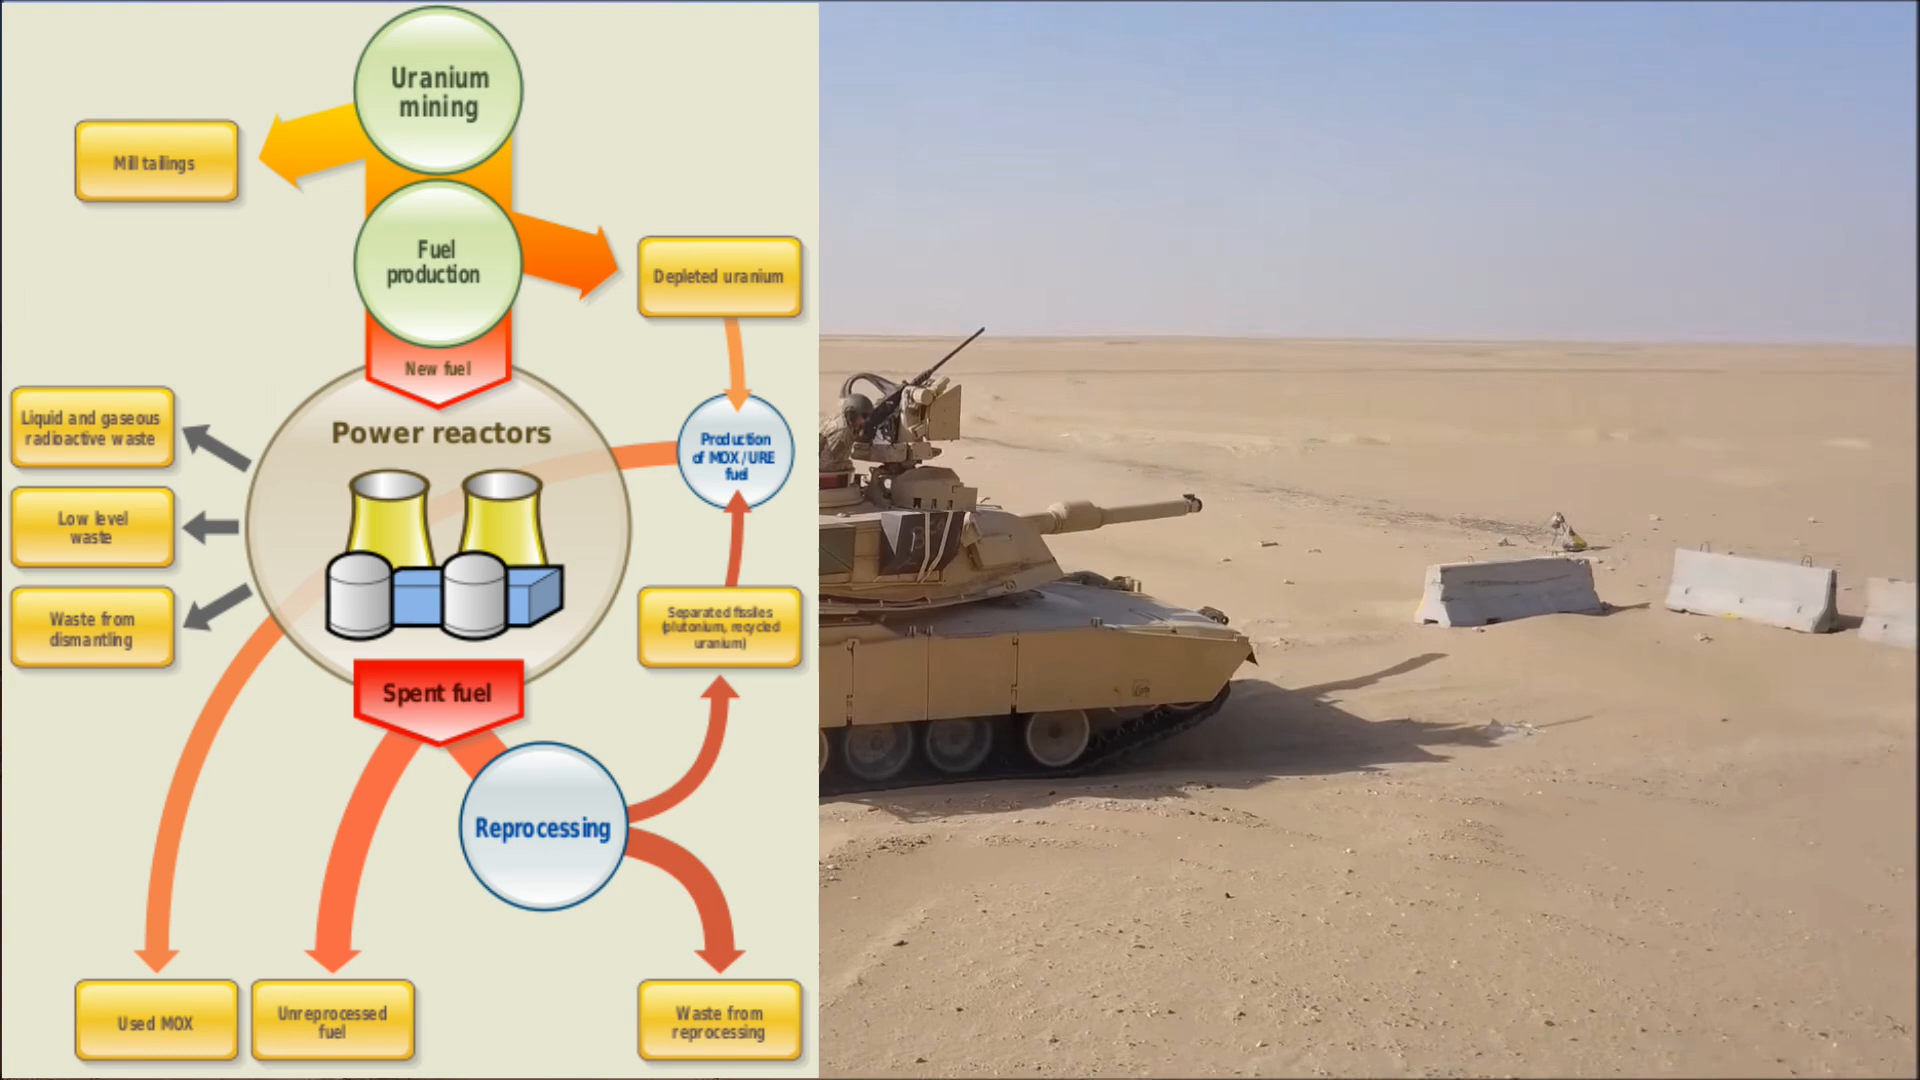 Uranium
mining
Mill tailings
Fuel
production
Depleted uranium
New fuel
Liquid and gaseous
radioactive waste
Power reactors
Production
of MOX / URE
fuel
Low level
waste
Waste from
dismantling
Separated fissiles
(plutonium, recycled
uranium)
Spent fuel
Reprocessing
Used MOX
Unreprocessed
fuel
Waste from
reprocessing